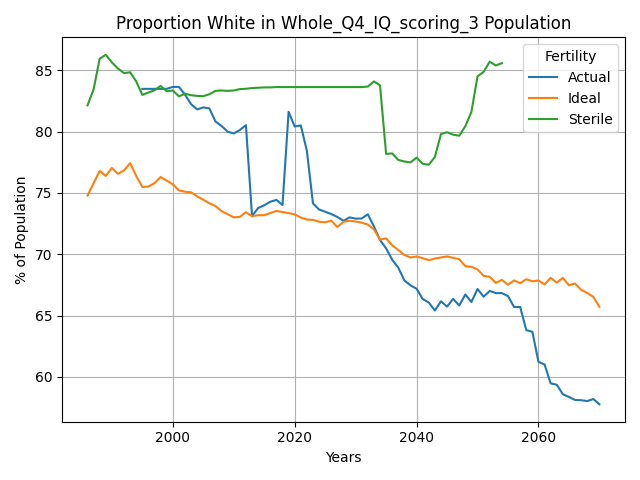 Proportion White in Whole_Q4_IQ_scoring_3 Population
Fertility
Actual
Ideal
Sterile
% of Population
85
80
75
70
65
60
2000
2020
2040
2060
Years